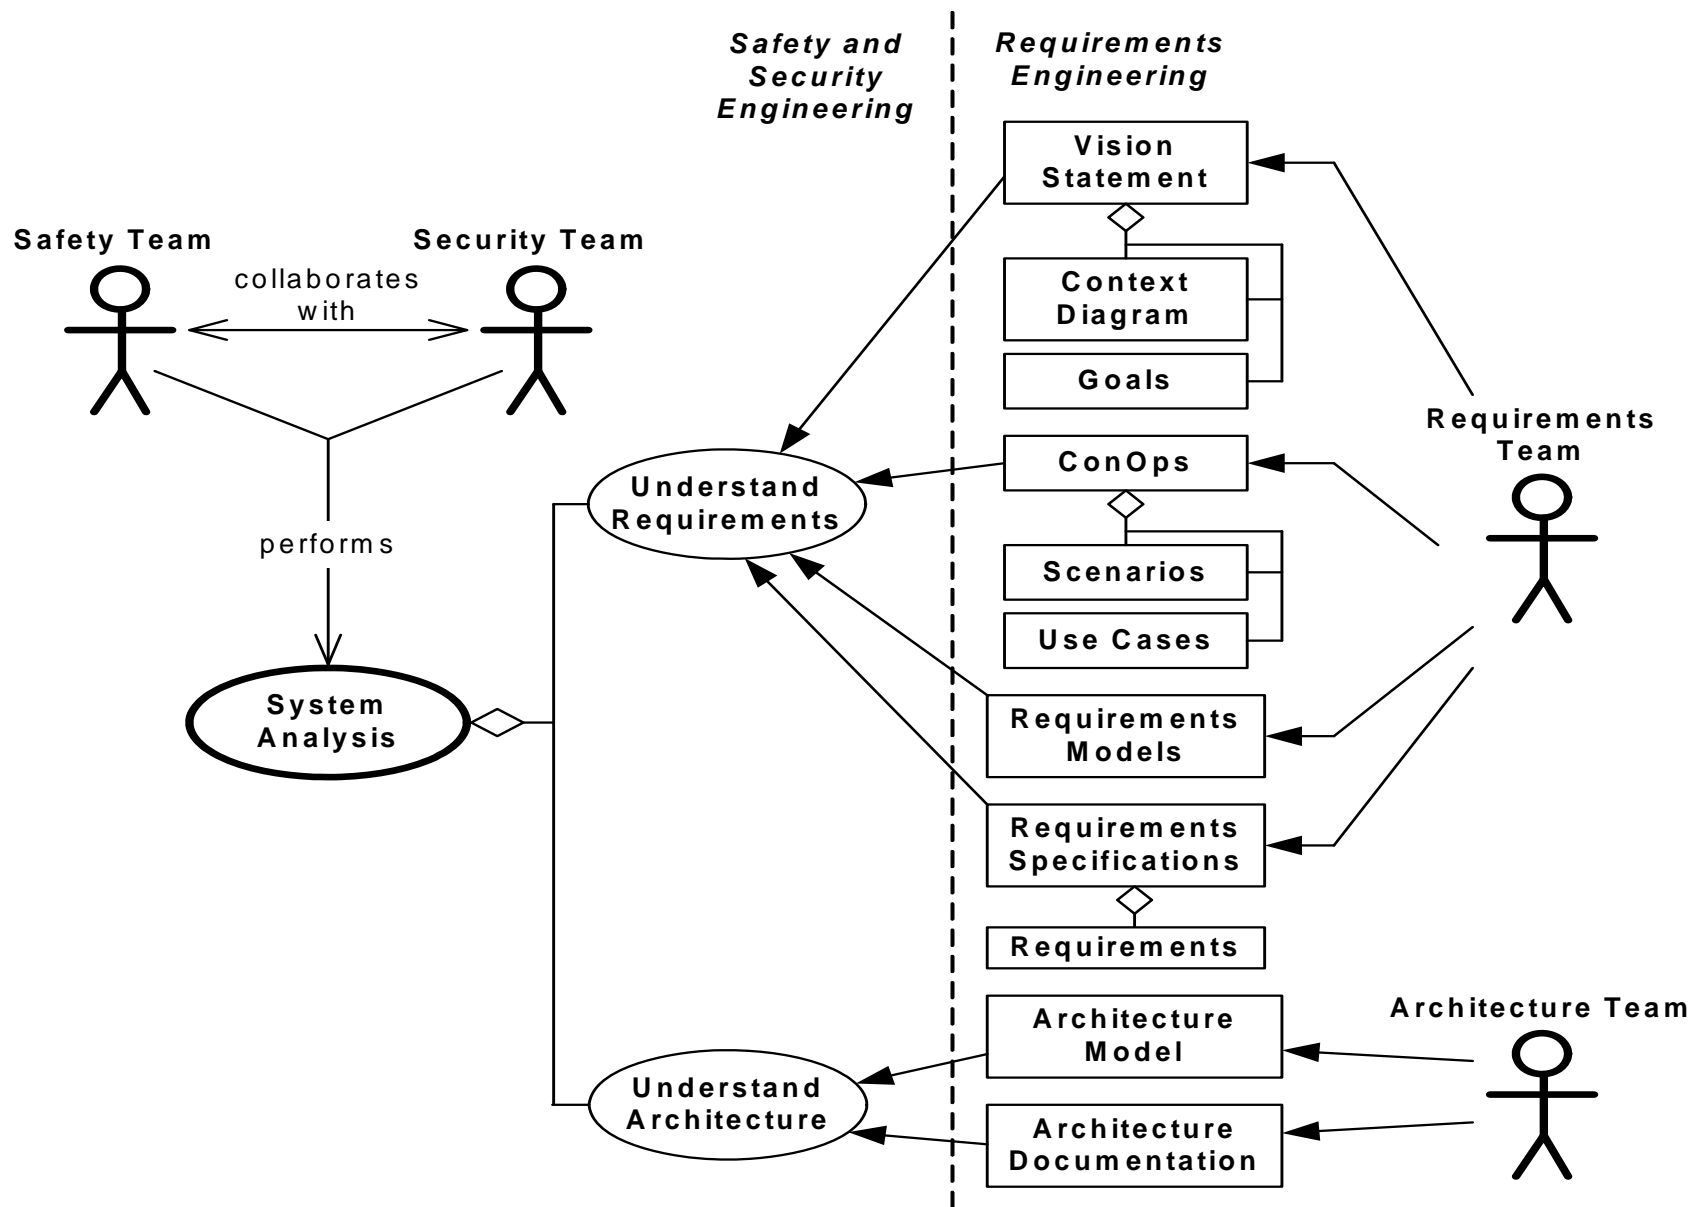 Safety and
Security
Engineering
Requirements
Engineering
Vision
Statement
Safety Team
Security Team
collaborates
with
Context
Diagram
Goals
Requirements
Team
ConOps
Understand
Requirements
performs
Scenarios
Use Cases
System
Analysis
Requirements
Models
Requirements
Specifications
Requirements
Architecture Team
Architecture
Model
Understand
Architecture
Architecture
Documentation